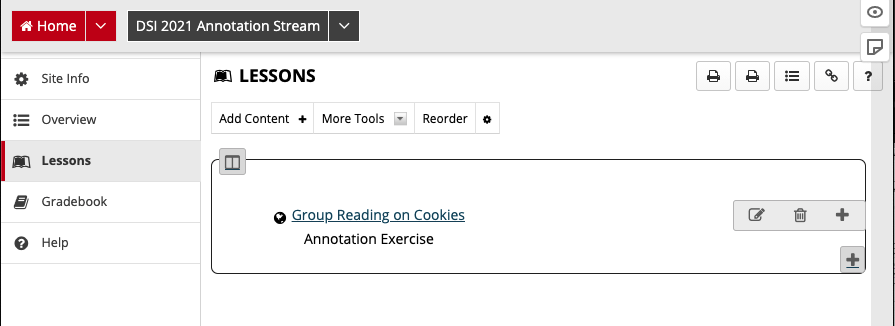 Home
DSI 2021 Annotation Stream
Site Info
Overview
Lessons
Gradebook
Help
LESSONS
?
Add Content +
More Tools
Reorder
Group Reading on Cookies
Annotation Exercise